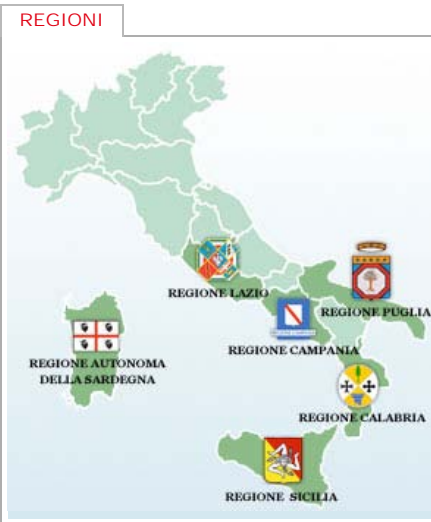 REGIONI
REGIONE LAZIO
REGIONE PUGLIA
REGIONE CAMPANIA
REGIONE AUTONOMA
DELLA SARDEGNA
REGIONE CALABRIA
REGIONE SICILIA